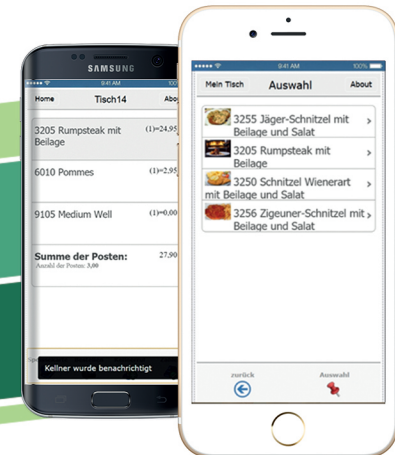 SAMSUNG
9:41 AM
100
Home Tisch14 Abo
3205 Rumpsteak mit (1)=24,95
Beilage
6010 Pommes (1)=2,95
9105 Medium Well (1)=0,00
Summe der Posten: 27,90
Anzahl der Posten: 3,00
Kellner wurde benachrichtigt
9:41 AM 100%
Mein Tisch Auswahl About
3255 Jäger-Schnitzel mit
Beilage und Salat
3205 Rumpsteak mit
Beilage
3250 Schnitzel Wienerart
mit Beilage und Salat
3256 Zigeuner-Schnitzel mit
Beilage und Salat
zurück Auswahl